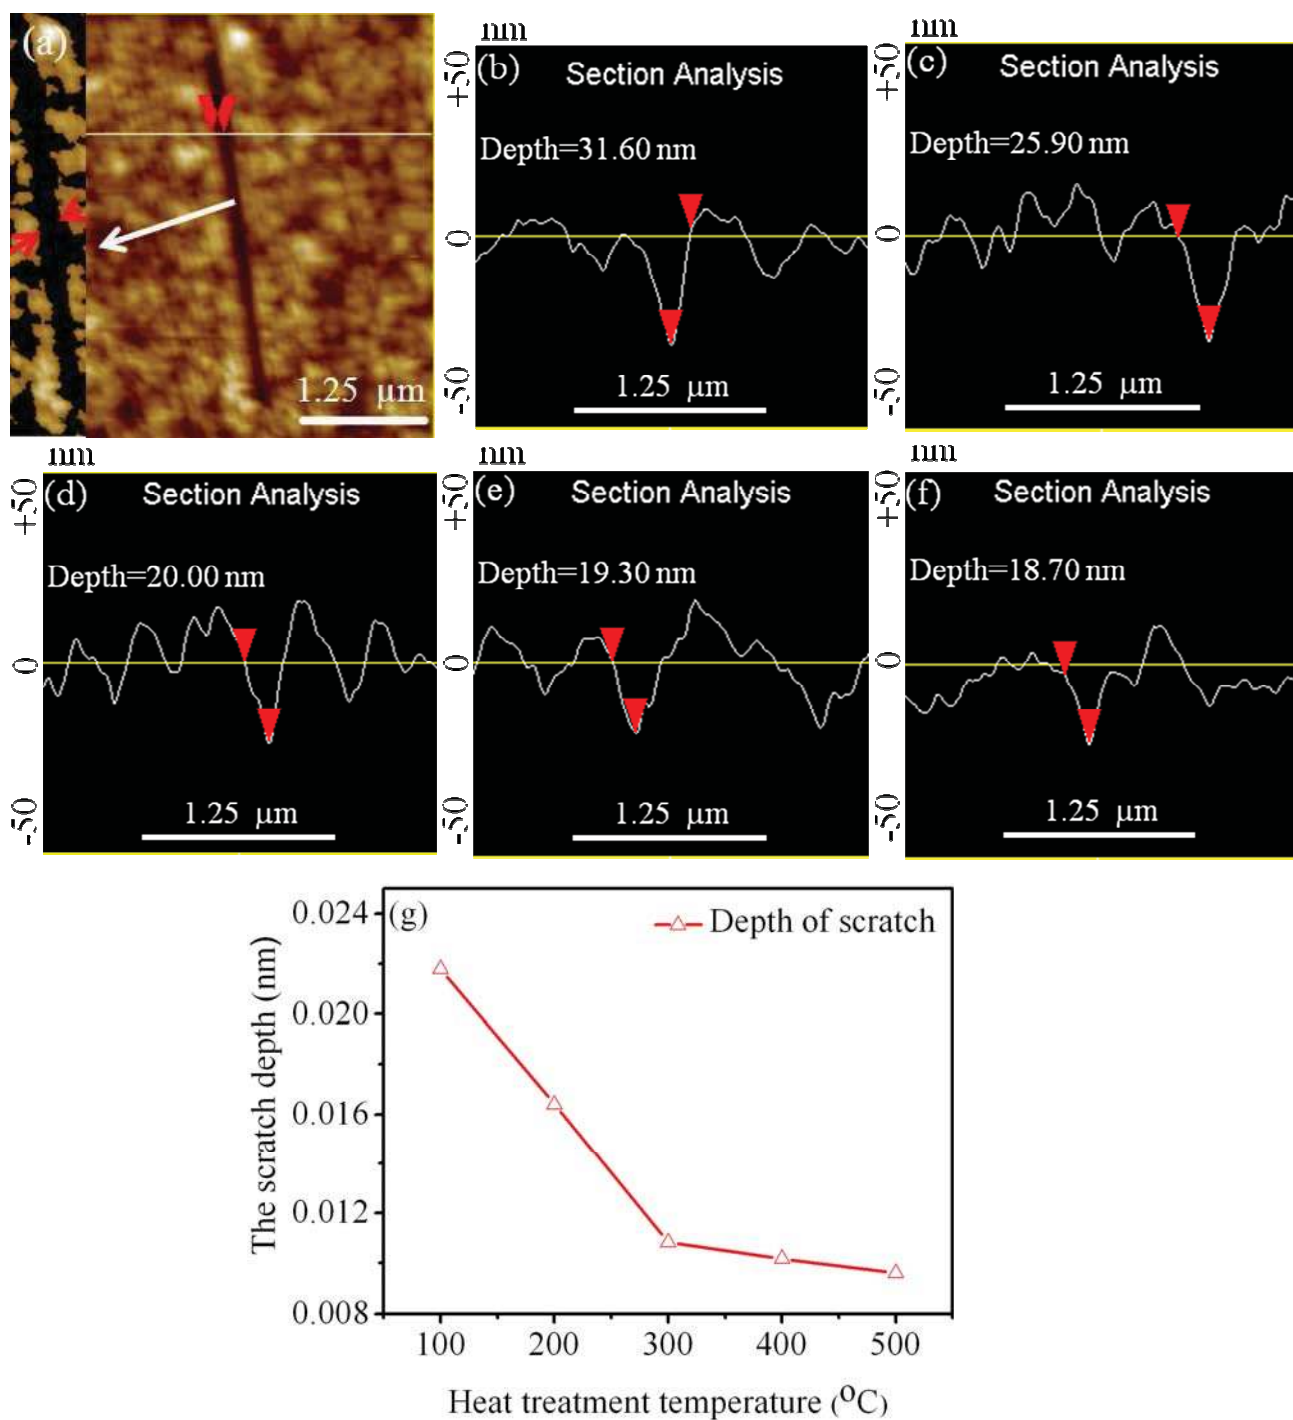 (a)
1.25 µm
nm
(b)
Section Analysis
Depth=31.60 nm
+50
0
-50
1.25 µm
nm
(c)
Section Analysis
Depth=25.90 nm
+50
0
-50
1.25 µm
nm
(d)
Section Analysis
Depth=20.00 nm
+50
0
-50
1.25 µm
nm
(e)
Section Analysis
Depth=19.30 nm
+50
0
-50
1.25 µm
nm
(f)
Section Analysis
Depth=18.70 nm
+50
0
-50
1.25 µm
(g)
Depth of scratch
The scratch depth (nm)
0.024
0.020
0.016
0.012
0.008
100 200 300 400 500
Heat treatment temperature (°C)